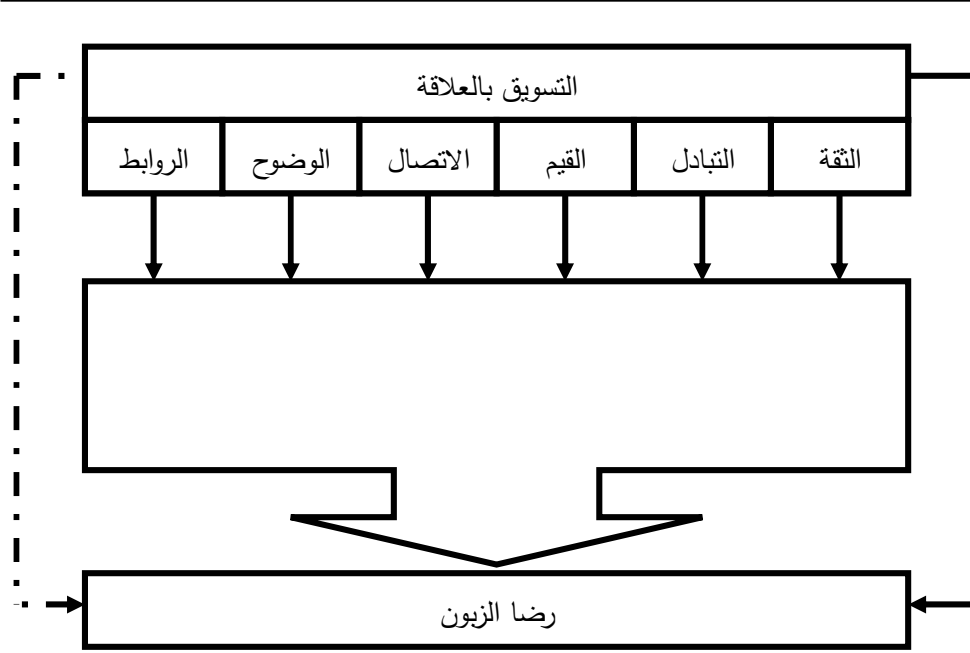 التسويق بالعلاقة
الثقة التبادل القيم الاتصال الوضوح الروابط
رضا الزبون